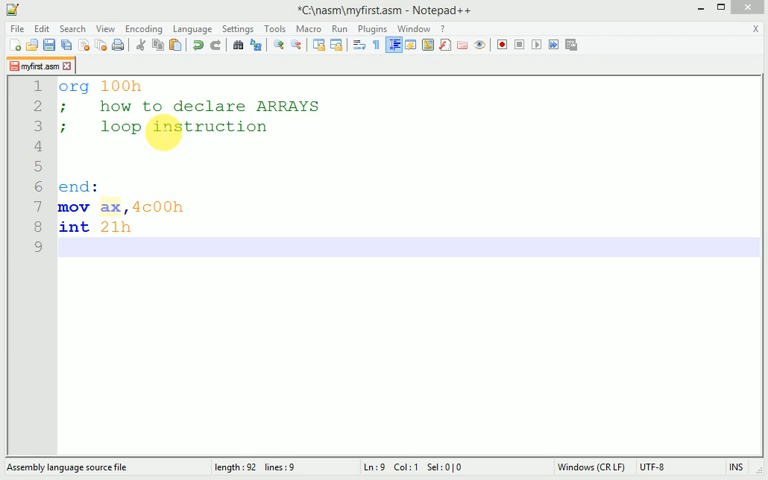 *C:\nasm\myfirst.asm - Notepad++
File Edit Search View Encoding Language Settings Tools Macro Run Plugins Window ? X
myfirst.asm
1 org 100h
2 ; how to declare ARRAYS
3 ; loop instruction
4
5
6 end:
7 mov ax,4c00h
8 int 21h
9
Assembly language source file length : 92 lines : 9 Ln : 9 Col : 1 Sel : 0 | 0 Windows (CR LF) UTF-8 INS